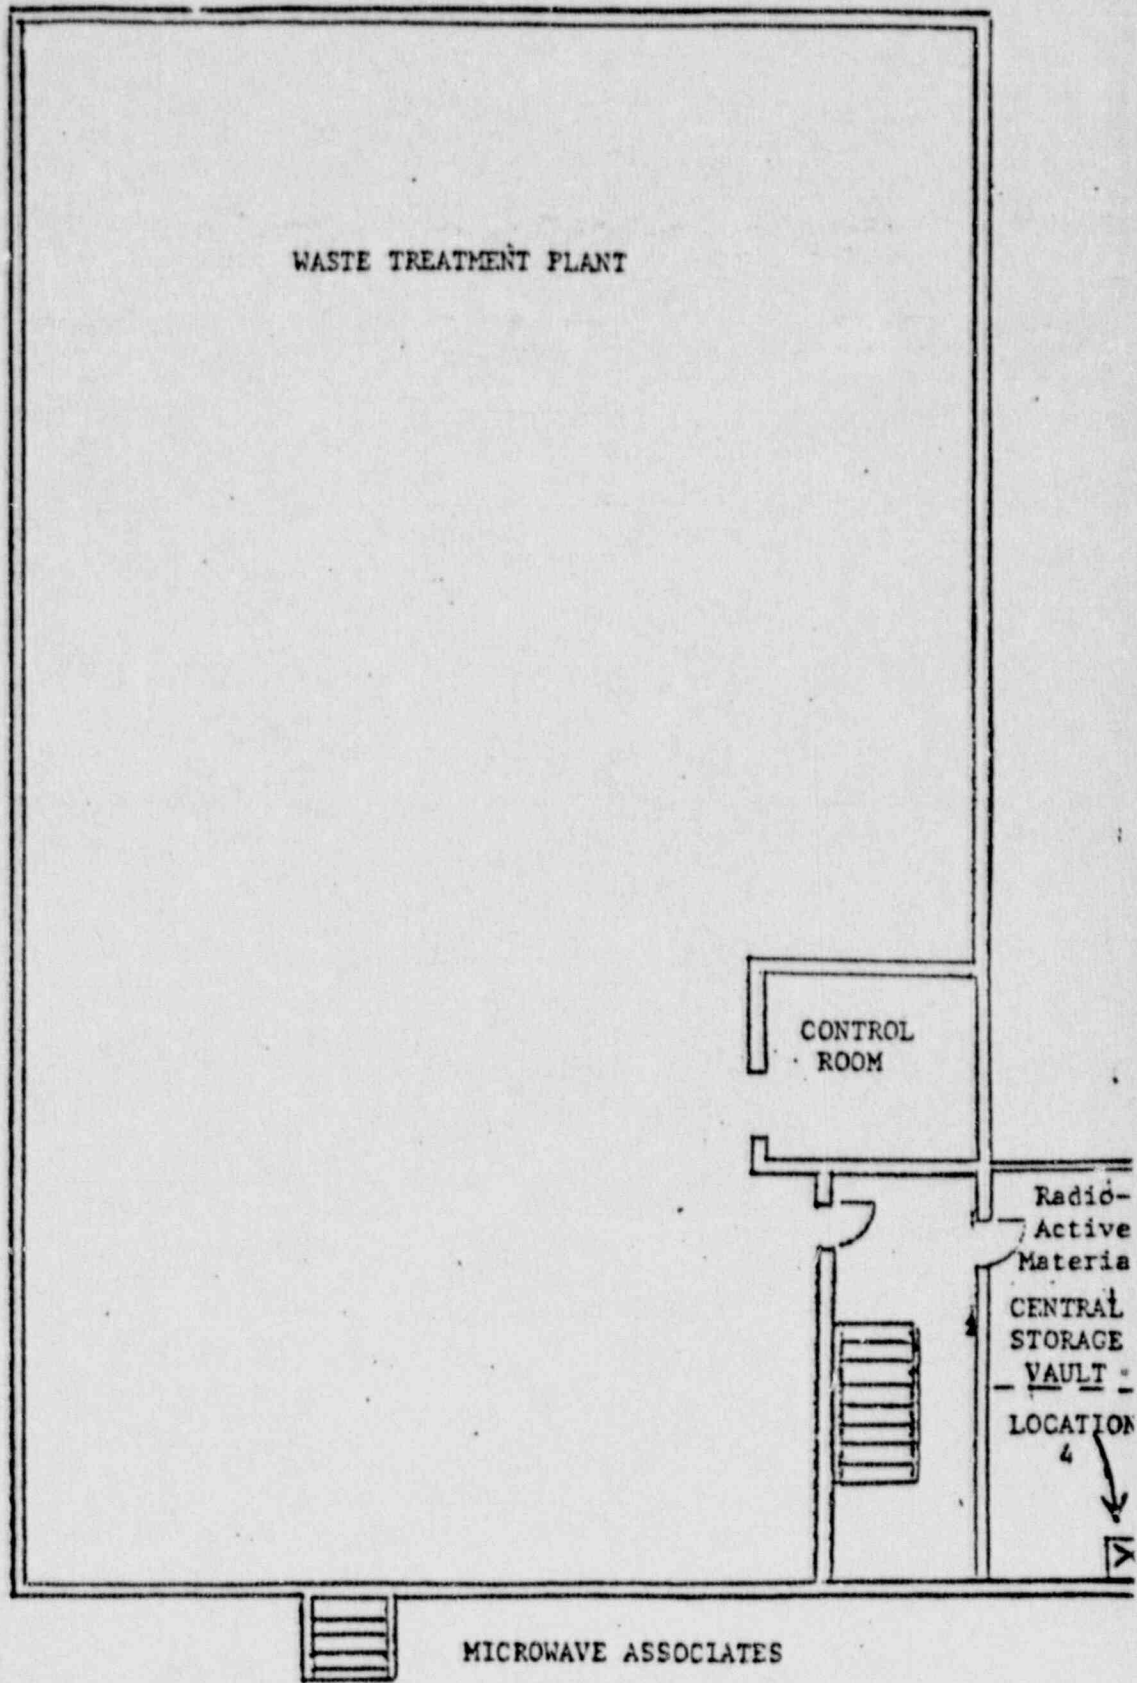 WASTE TREATMENT PLANT
CONTROL
ROOM
Radio-
Active
Materia
CENTRAL
STORAGE
VAULT
LOCATION
4
MICROWAVE ASSOCIATES